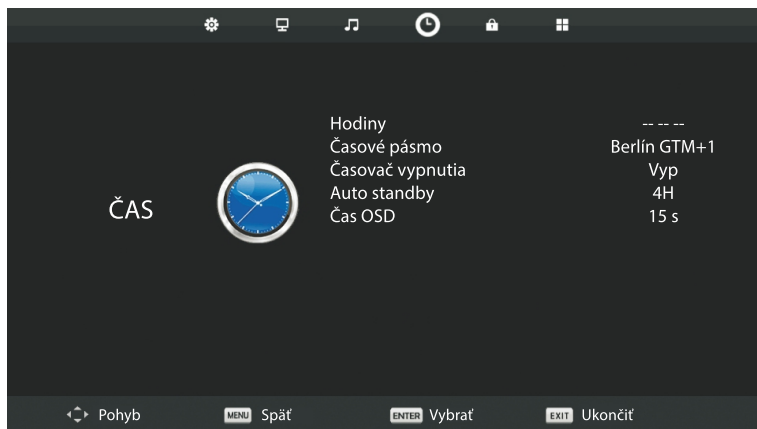 Hodiny -- -- --
Časové pásmo Berlín GTM+1
Časovač vypnutia Vyp
Auto standby 4H
Čas OSD 15 s
ČAS
Pohyb MENU Späť ENTER Vybrať EXIT Ukončiť